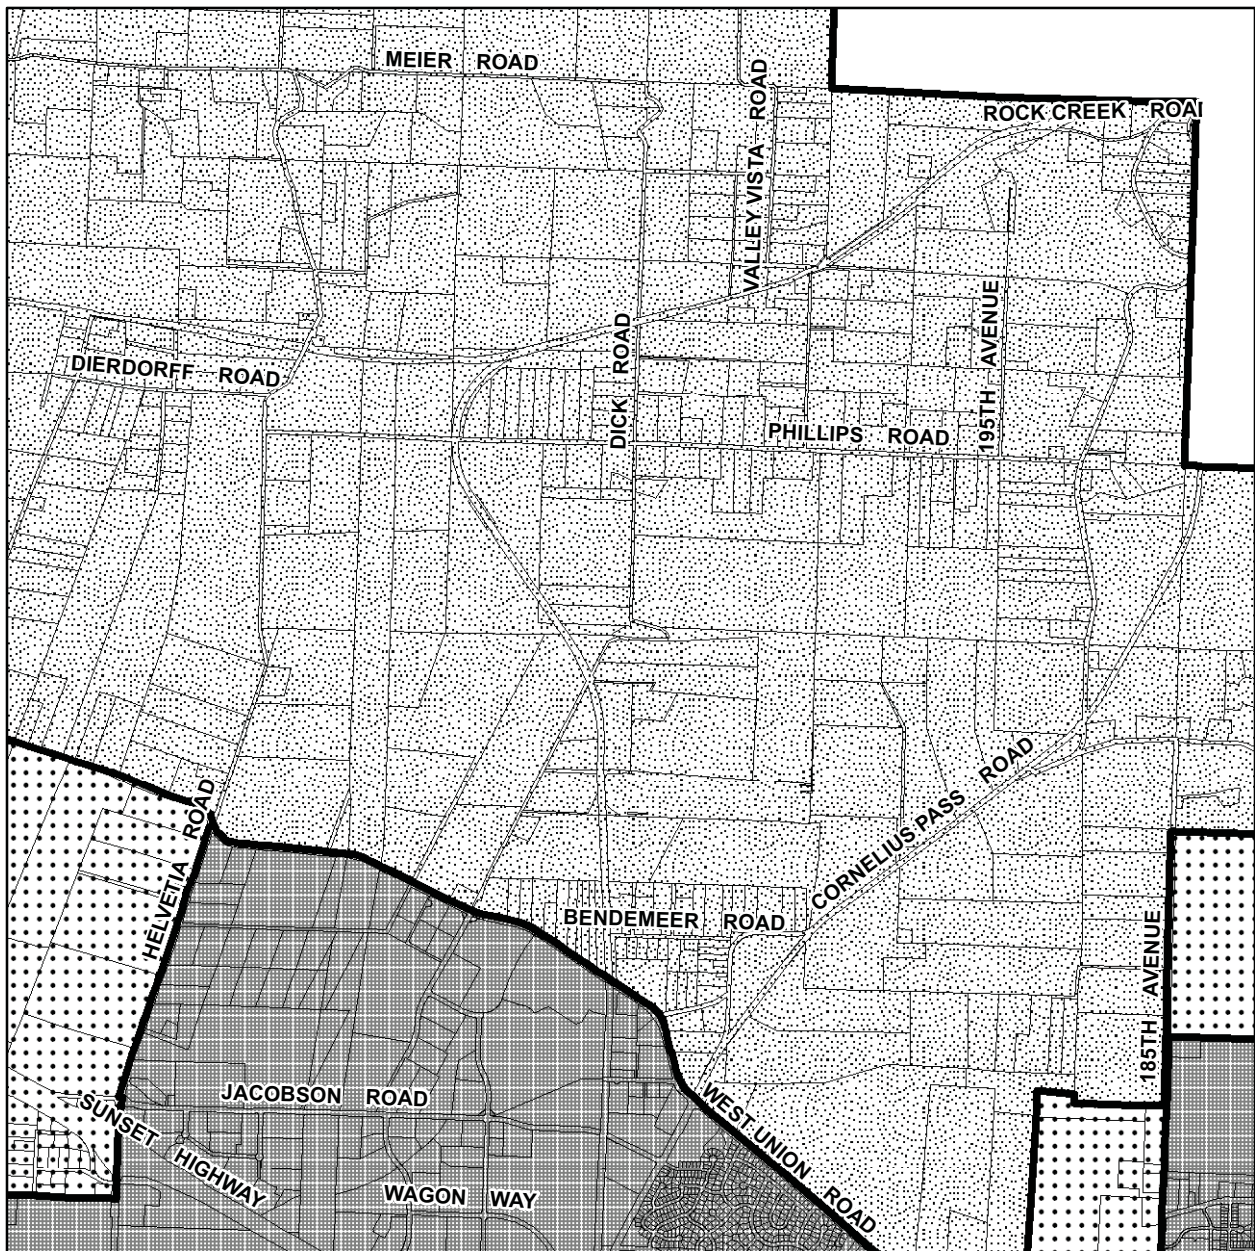 MEIER ROAD
VALLEY VISTA ROAD
ROCK CREEK ROAI
DIERDORFF ROAD
DICK ROAD
195TH AVENUE
PHILLIPS ROAD
HELVETIA ROAD
CORNELIUS PASS ROAD
BENDEMEER ROAD
185TH AVENUE
JACOBSON ROAD
SUNSET HIGHWAY
WAGON WAY
WEST UNION ROAD